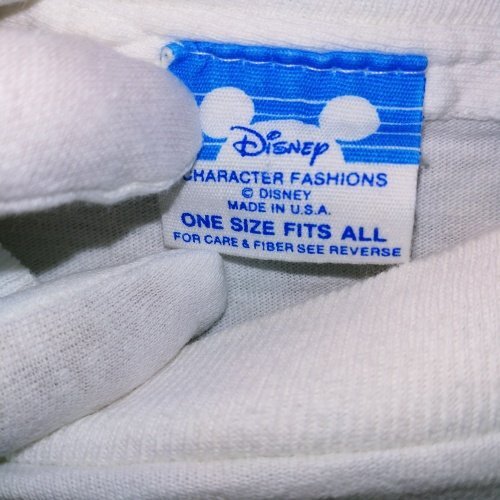 Disney
CHARACTER FASHIONS
© DISNEY
MADE IN U.S.A.
ONE SIZE FITS ALL
FOR CARE & FIBER SEE REVERSE